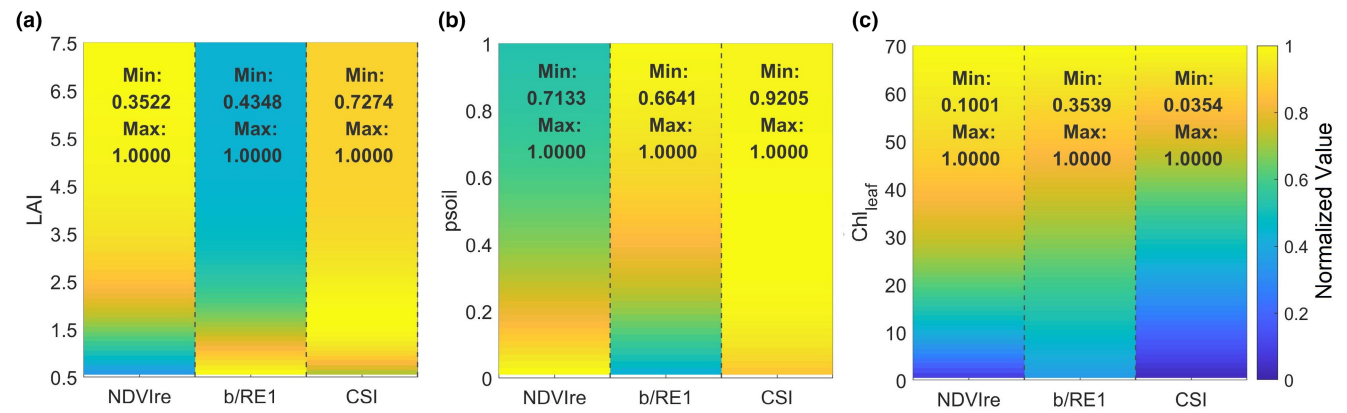 (a)
LAI
7.5
6.5
5.5
4.5
3.5
2.5
1.5
0.5
Min:
0.3522
Max:
1.0000
Min:
0.4348
Max:
1.0000
Min:
0.7274
Max:
1.0000
NDVIre
b/RE1
CSI
(b)
psoil
1
0.8
0.6
0.4
0.2
0
Min:
0.7133
Max:
1.0000
Min:
0.6641
Max:
1.0000
Min:
0.9205
Max:
1.0000
NDVIre
b/RE1
CSI
(c)
Chl leaf
70
60
50
40
30
20
10
0
Min:
0.1001
Max:
1.0000
Min:
0.3539
Max:
1.0000
Min:
0.0354
Max:
1.0000
NDVIre
b/RE1
CSI
1
0.8
0.6
0.4
0.2
0
Normalized Value